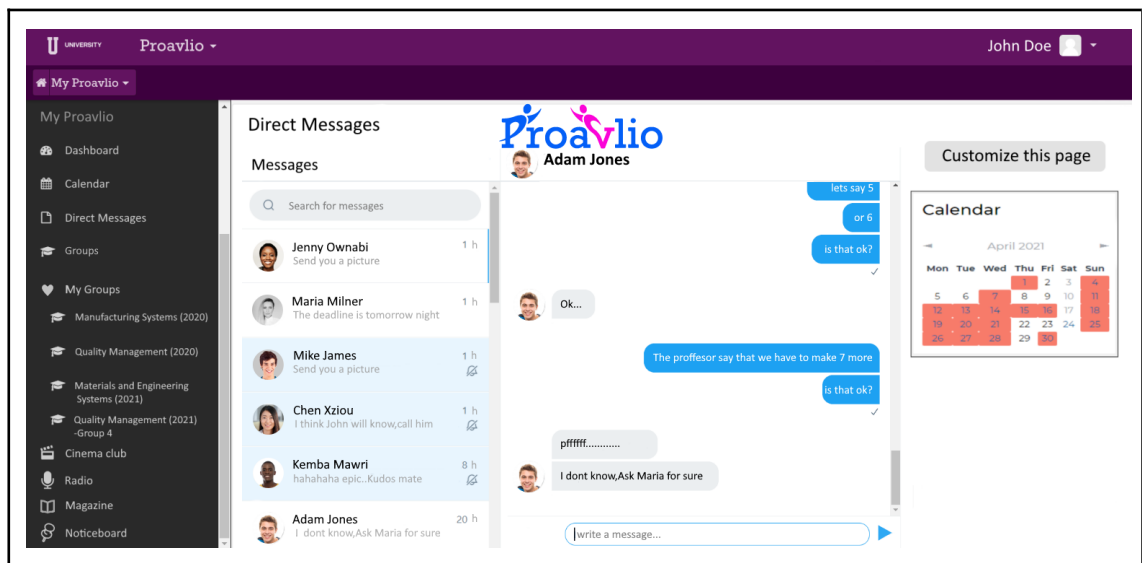 U UNIVERSITY
Proavlio
John Doe
My Proavlio
My Proavlio
Dashboard
Calendar
Direct Messages
Groups
My Groups
Manufacturing Systems (2020)
Quality Management (2020)
Materials and Engineering
Systems (2021)
Quality Management (2021)
-Group 4
Cinema club
Radio
Magazine
Noticeboard
Direct Messages
Proavlio
Messages
Search for messages
Jenny Ownabi 1 h
Send you a picture
Maria Milner 1 h
The deadline is tomorrow night
Mike James 1 h
Send you a picture
Chen Xziou 1 h
I think John will know,call him
Kemba Mawri 8 h
hahahaha epic..Kudos mate
Adam Jones 20 h
I dont know,Ask Maria for sure
Adam Jones
lets say 5
or 6
is that ok?
Ok...
The proffesor say that we have to make 7 more
is that ok?
pffffff............
I dont know,Ask Maria for sure
write a message...
Customize this page
Calendar
April 2021
Mon Tue Wed Thu Fri Sat Sun
1 2 3 4
5 6 7 8 9 10 11
12 13 14 15 16 17 18
19 20 21 22 23 24 25
26 27 28 29 30